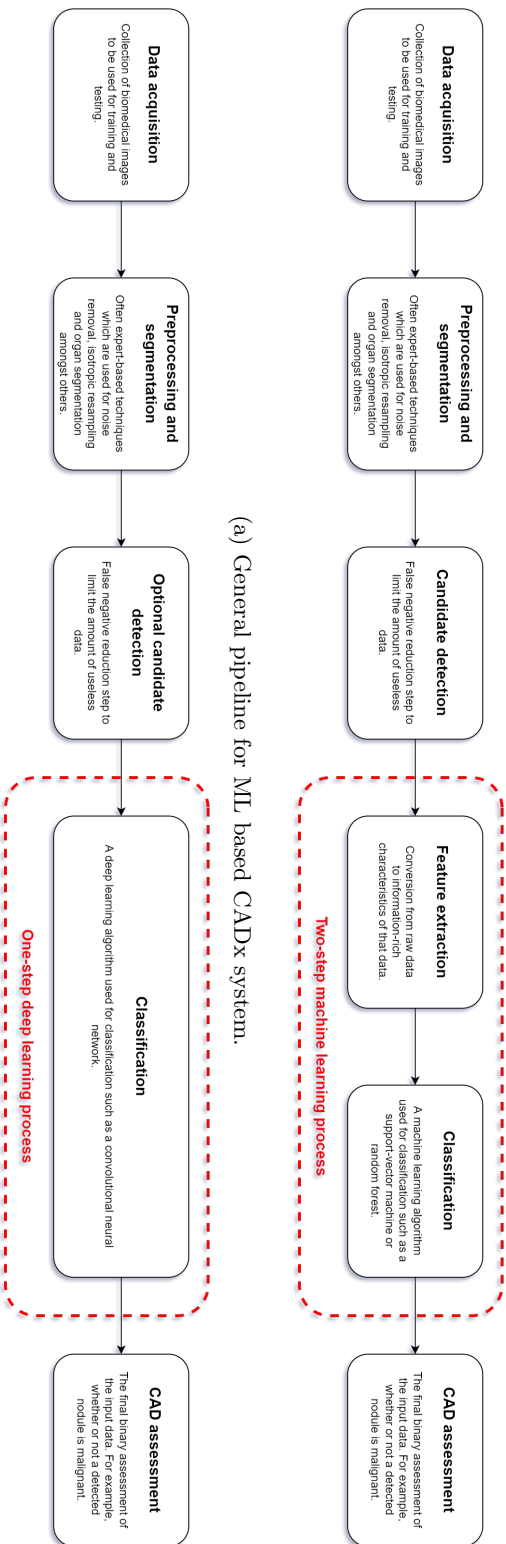 Data acquisition
Collection of biomedical images
to be used for training and
testing.
Preprocessing and
segmentation
Often expert-based techniques
which are used for noise
removal, isotropic resampling
and organ segmentation
amongst others.
Candidate detection
False negative reduction step to
limit the amount of useless
data.
Feature extraction
Conversion from raw data
to information-rich
characteristics of that data.
Classification
A machine learning algorithm
used for classification such as a
support-vector machine or
random forest.
Two-step machine learning process
CAD assessment
The final binary assessment of
the input data. For example,
whether or not a detected
nodule is malignant.
(a) General pipeline for ML based CADx system.
Data acquisition
Collection of biomedical images
to be used for training and
testing.
Preprocessing and
segmentation
Often expert-based techniques
which are used for noise
removal, isotropic resampling
and organ segmentation
amongst others.
Optional candidate
detection
False negative reduction step to
limit the amount of useless
data.
Classification
A deep learning algorithm used for classification such as a convolutional neural
network.
One-step deep learning process
CAD assessment
The final binary assessment of
the input data. For example,
whether or not a detected
nodule is malignant.